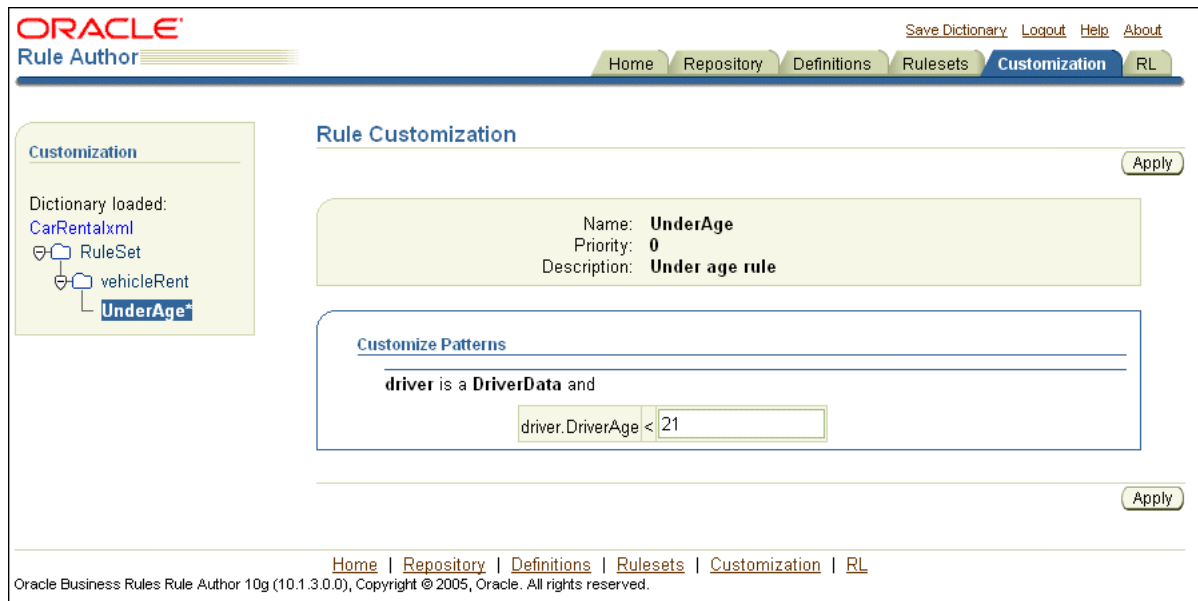 ORACLE
Rule Author
Save Dictionary Logout Help About
Home Repository Definitions Rulesets Customization RL
Customization
Dictionary loaded:
CarRentalxml
RuleSet
vehicleRent
UnderAge*
Rule Customization
Apply
Name: UnderAge
Priority: 0
Description: Under age rule
Customize Patterns
driver is a DriverData and
driver.DriverAge < 21
Apply
Home | Repository | Definitions | Rulesets | Customization | RL
Oracle Business Rules Rule Author 10g (10.1.3.0.0), Copyright © 2005, Oracle. All rights reserved.